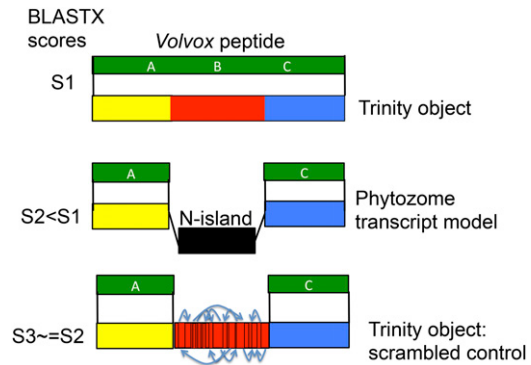 BLASTX
scores
Volvox peptide
A B C
S1
Trinity object
A C
S2<S1
N-island
Phytozome
transcript model
A C
S3~=S2
Trinity object:
scrambled control